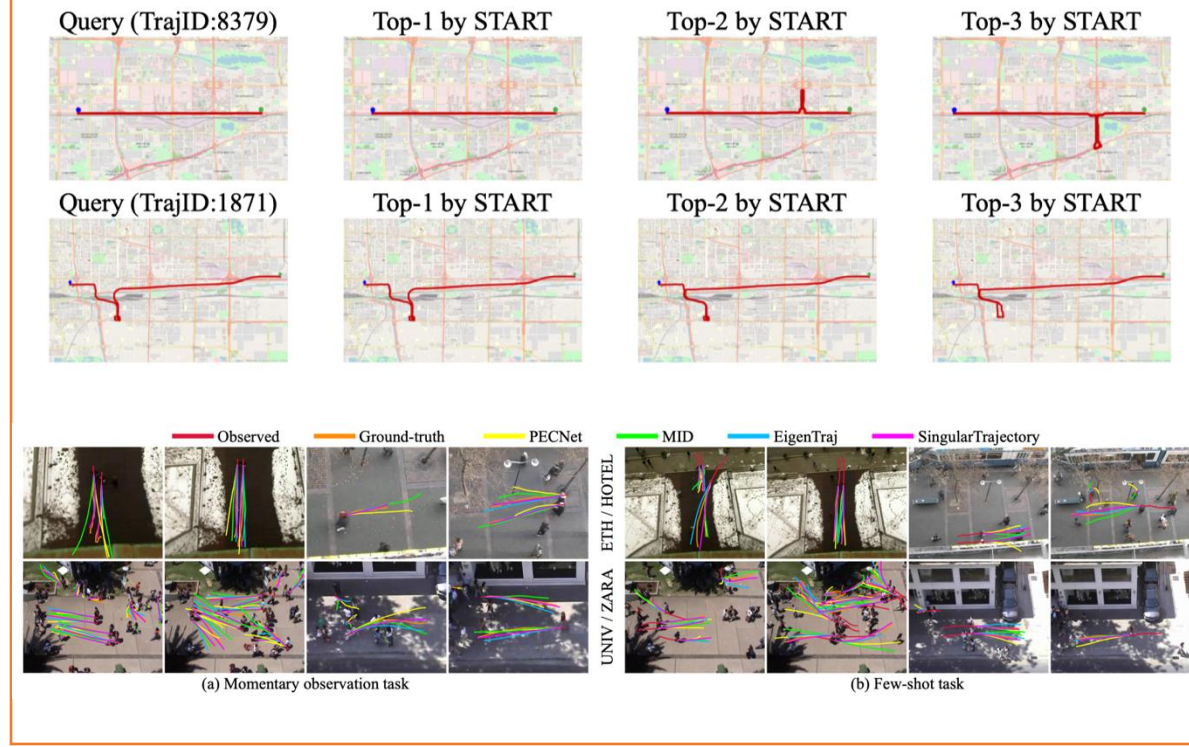 Query (TrajID:8379) Top-1 by START Top-2 by START Top-3 by START
Query (TrajID:1871) Top-1 by START Top-2 by START Top-3 by START
Observed Ground-truth PECNet MID EigenTraj SingularTrajectory
ETH / HOTEL
UNIV / ZARA
(a) Momentary observation task (b) Few-shot task